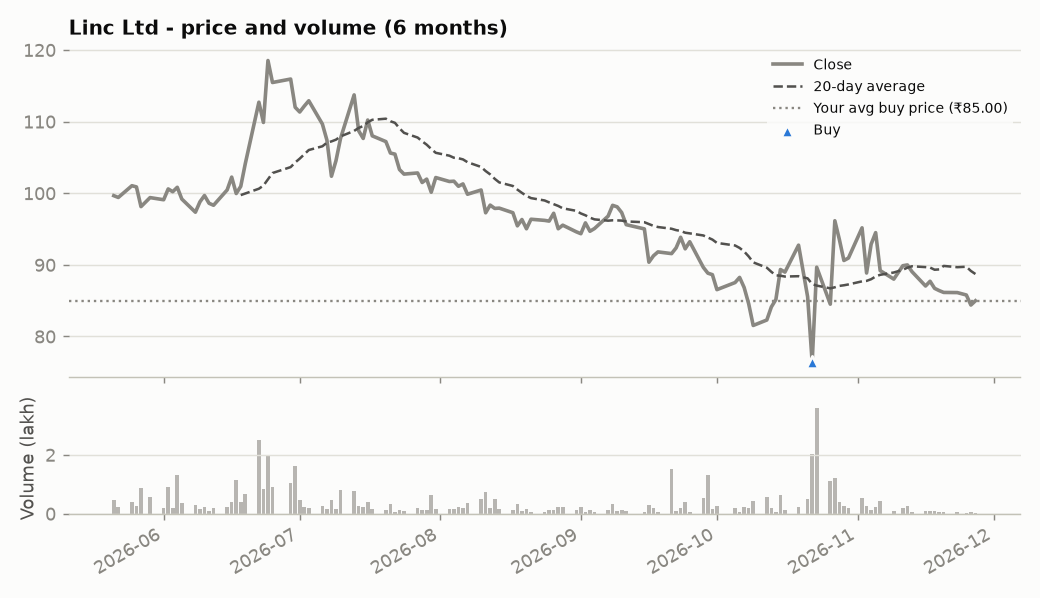 Linc Ltd - price and volume (6 months)
120
110
100
90
80
Close
20-day average
Your avg buy price (₹85.00)
Buy
Volume (lakh)
2
0
2026-06
2026-07
2026-08
2026-09
2026-10
2026-11
2026-12